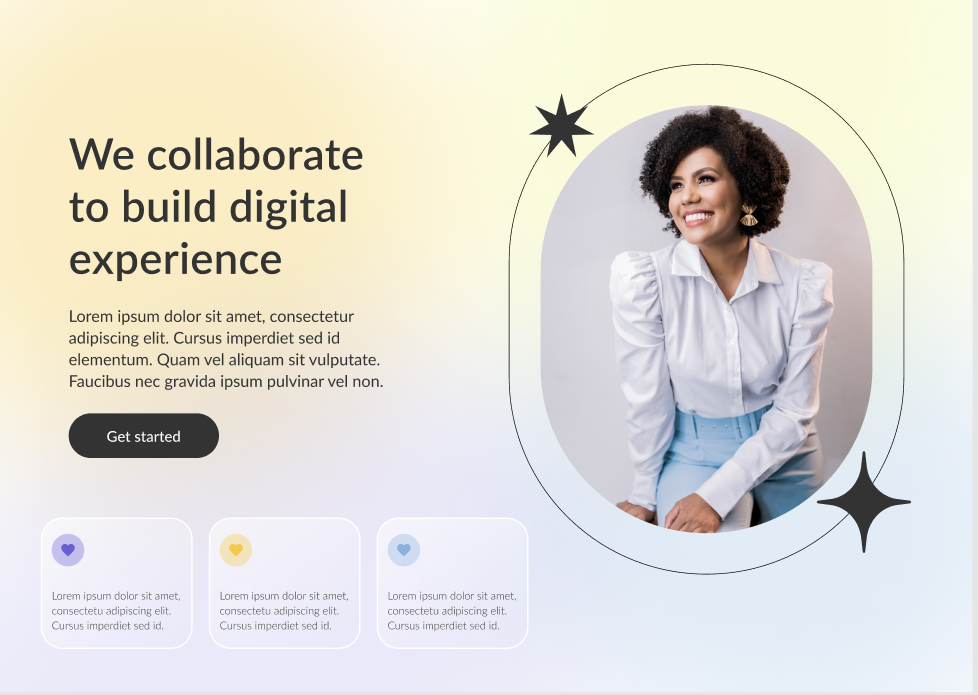 We collaborate
to build digital
experience
Lorem ipsum dolor sit amet, consectetur
adipiscing elit. Cursus imperdiet sed id
elementum. Quam vel aliquam sit vulputate.
Faucibus nec gravida ipsum pulvinar vel non.
Get started
Lorem ipsum dolor sit amet,
consectetu adipiscing elit.
Cursus imperdiet sed id.
Lorem ipsum dolor sit amet,
consectetu adipiscing elit.
Cursus imperdiet sed id.
Lorem ipsum dolor sit amet,
consectetu adipiscing elit.
Cursus imperdiet sed id.